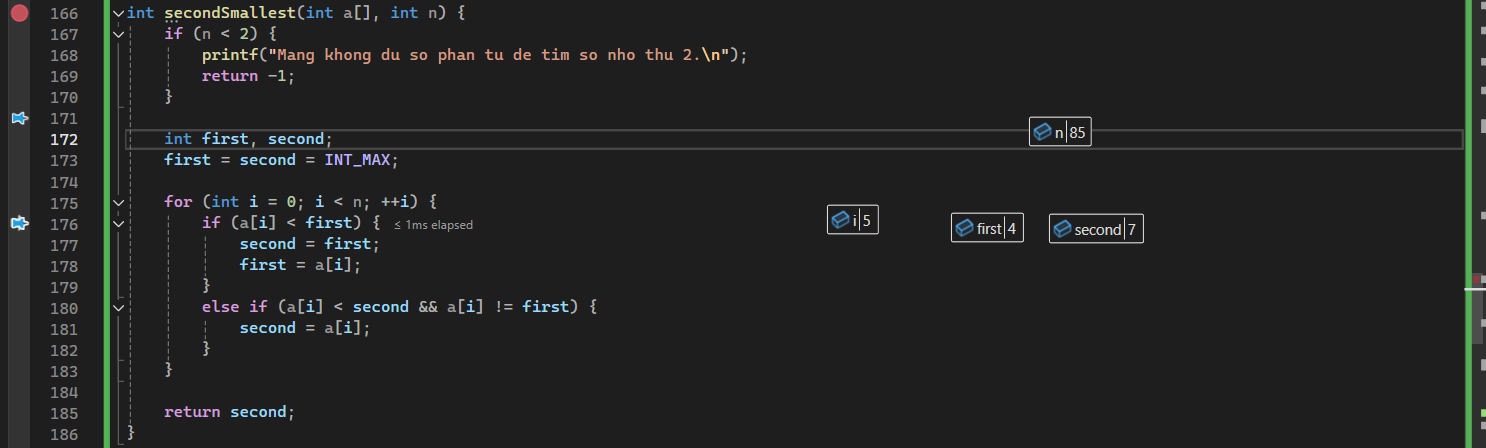 166 int secondSmallest(int a[], int n) {
167 if (n < 2) {
168 printf("Mang khong du so phan tu de tim so nho thu 2.\n");
169 return -1;
170 }
171
172 int first, second; n 85
173 first = second = INT_MAX;
174
175 for (int i = 0; i < n; ++i) {
176 if (a[i] < first) { ≤ 1ms elapsed i 5 first 4 second 7
177 second = first;
178 first = a[i];
179 }
180 else if (a[i] < second && a[i] != first) {
181 second = a[i];
182 }
183 }
184
185 return second;
186 }